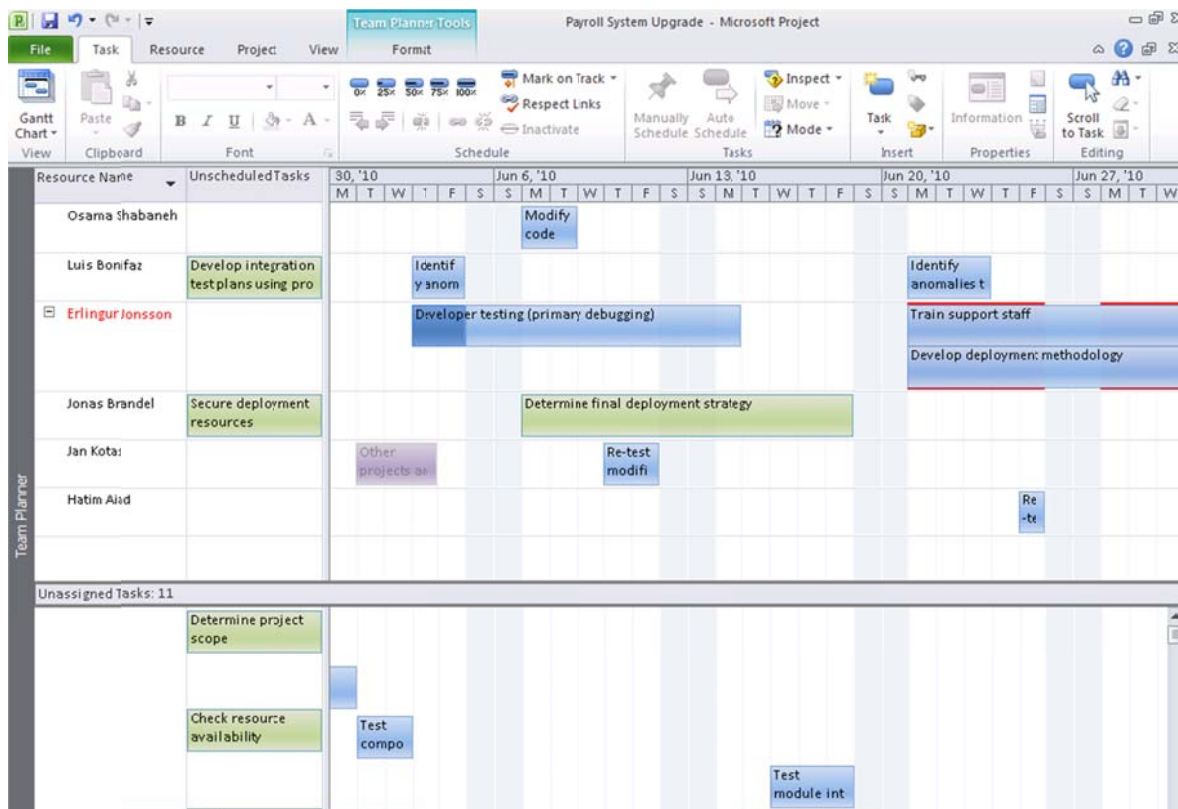 Team Planner Tools
Payroll System Upgrade - Microsoft Project
File Task Resource Project View Format
Gantt Chart
Paste
B I U A
0% 25% 50% 75% 100%
Mark on Track
Respect Links
Inactivate
Manually Schedule
Auto Schedule
Inspect
Move
Mode
Task
Information
Scroll to Task
View Clipboard Font Schedule Tasks Insert Properties Editing
Resource Name Unscheduled Tasks 30, '10 Jun 6, '10 Jun 13, '10 Jun 20, '10 Jun 27, '10
M T W T F S S M T W T F S S M T W T F S S M T W T F S S M T W
Osama Shabaneh
Modify
code
Luis Bonifaz
Develop integration
test plans using pro
Identif
y anom
Identify
anomalies t
Erlingur Jonsson
Developer testing (primary debugging)
Train support staff
Develop deployment methodology
Jonas Brandel
Secure deployment
resources
Determine final deployment strategy
Jan Kotas
Other
projects as
Re-test
modifi
Hatim Aiad
Re
-te
Team Planner
Unassigned Tasks: 11
Determine project
scope
Check resource
availability
Test
compo
Test
module int